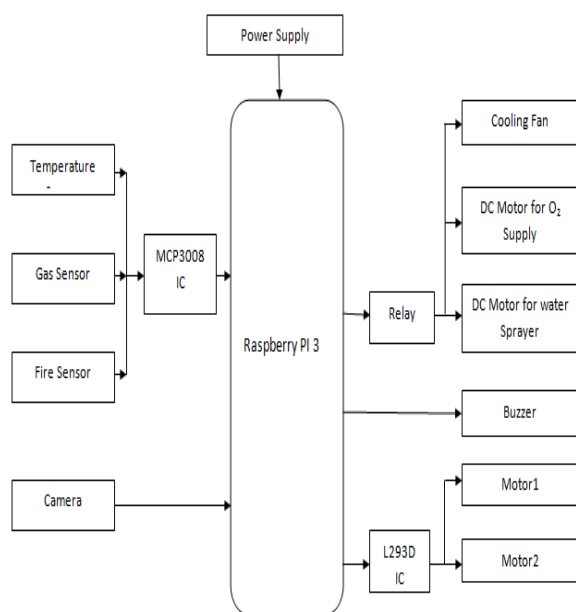 Power Supply
Temperature
-
Gas Sensor
Fire Sensor
Camera
MCP3008
IC
Raspberry PI 3
Relay
L293D
IC
Cooling Fan
DC Motor for O₂
Supply
DC Motor for water
Sprayer
Buzzer
Motor1
Motor2